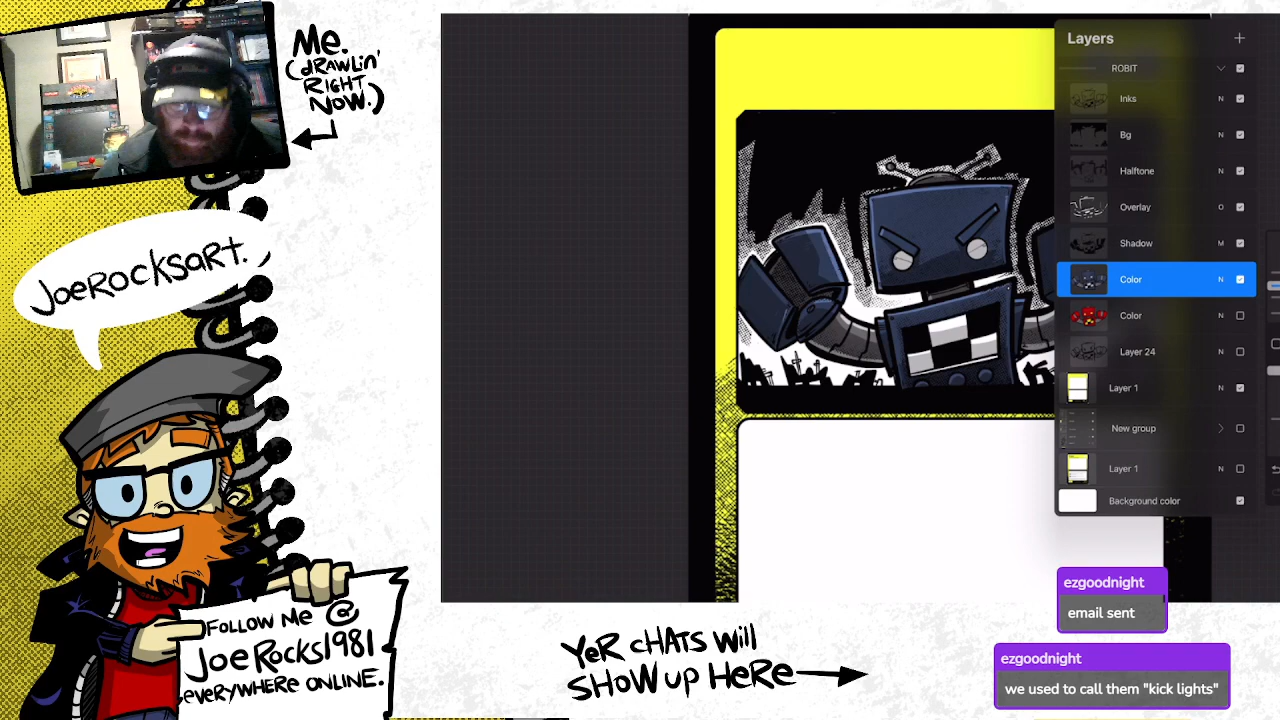 Me.
(drawlin'
right
now.)
JoeRocksart.
Follow me @
JoeRocks1981
everywhere online.
Layers
ROBIT
Inks N
Bg N
Halftone N
Overlay O
Shadow M
Color N
Color N
Layer 24 N
Layer 1 N
New group
Layer 1 N
Background color
Yer chats will
show up here
ezgoodnight
email sent
ezgoodnight
we used to call them "kick lights"